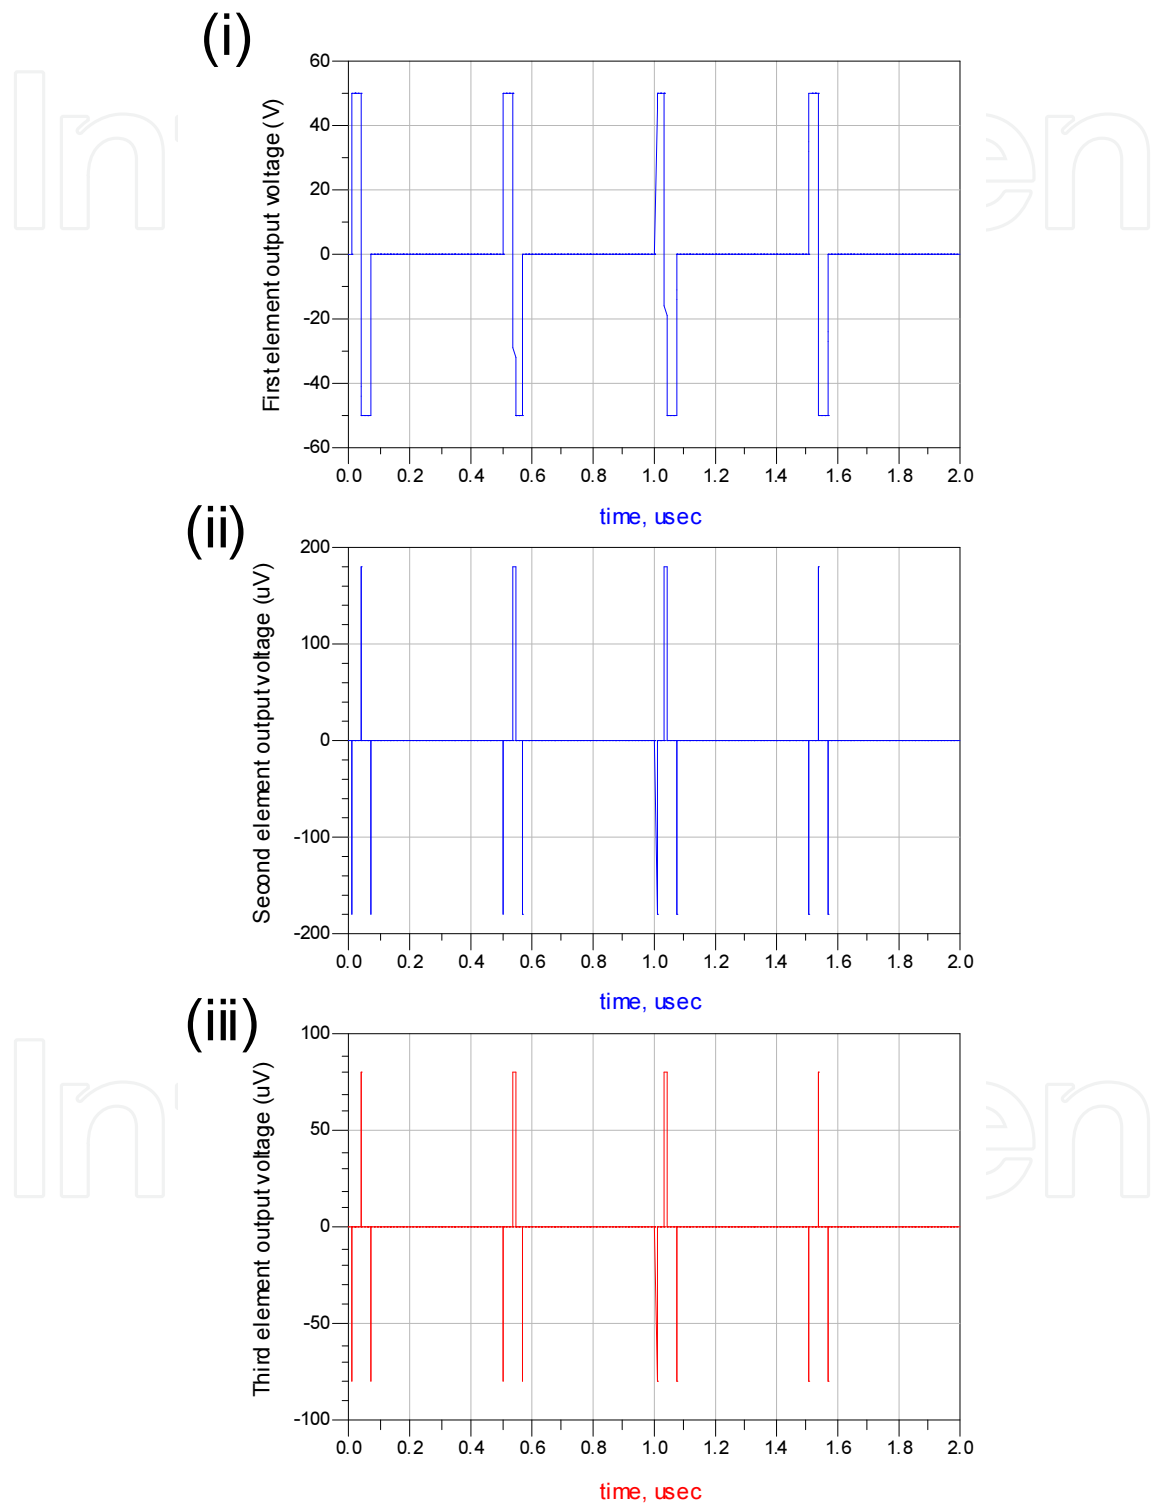 (i)
First element output voltage (V)
60
40
20
0
-20
-40
-60
0.0 0.2 0.4 0.6 0.8 1.0 1.2 1.4 1.6 1.8 2.0
time, usec
(ii)
Second element output voltage (uV)
200
100
0
-100
-200
0.0 0.2 0.4 0.6 0.8 1.0 1.2 1.4 1.6 1.8 2.0
time, usec
(iii)
Third element output voltage (uV)
100
50
0
-50
-100
0.0 0.2 0.4 0.6 0.8 1.0 1.2 1.4 1.6 1.8 2.0
time, usec